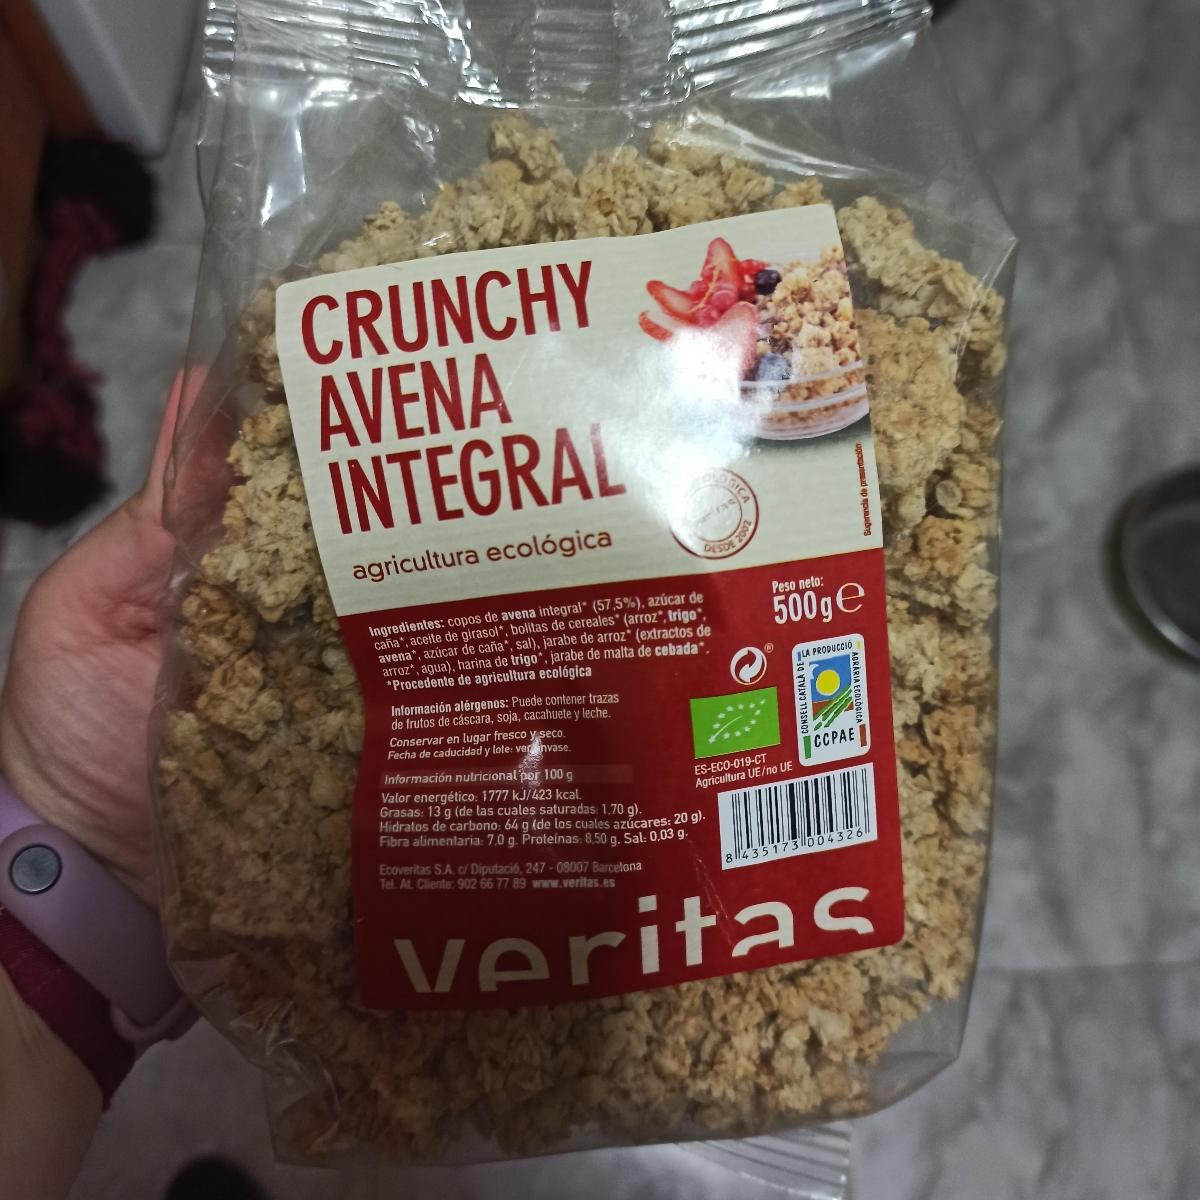 CRUNCHY
AVENA
INTEGRAL
agricultura ecológica
ECOLÓGICA
DESDE 2002
Sugerencia de presentación
Ingredientes: copos de avena integral* (57,5%), azúcar de
caña*, aceite de girasol*, bolitas de cereales* (arroz*, trigo*,
avena*, azúcar de caña*, sal), jarabe de arroz* (extractos de
arroz*, agua), harina de trigo*, jarabe de malta de cebada*.
*Procedente de agricultura ecológica
Información alérgenos: Puede contener trazas
de frutos de cáscara, soja, cacahuete y leche.
Conservar en lugar fresco y seco.
Fecha de caducidad y lote: ver envase.
Información nutricional por 100 g
Valor energético: 1777 kJ/423 kcal.
Grasas: 13 g (de las cuales saturadas: 1,70 g).
Hidratos de carbono: 64 g (de los cuales azúcares: 20 g).
Fibra alimentaria: 7,0 g. Proteínas: 8,50 g. Sal: 0,03 g.
Ecoveritas S.A. c/ Diputació, 247 - 08007 Barcelona
Tel. At. Cliente: 902 66 77 89 www.veritas.es
Peso neto:
500g e
®
CONSELL CATALÀ DE LA PRODUCCIÓ AGRÀRIA ECOLÒGICA
CCPAE
ES-ECO-019-CT
Agricultura UE/no UE
8 435173 004326
veritas